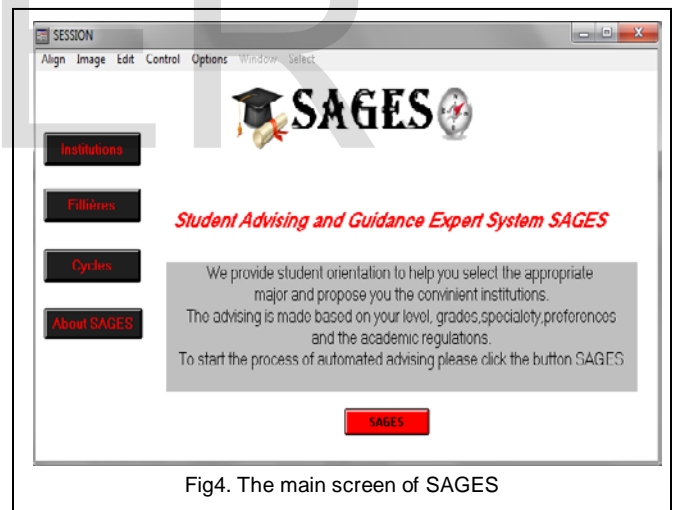 SESSION
Align Image Edit Control Options Window Select
SAGES
Institutions
Fillières
Cycles
About SAGES
Student Advising and Guidance Expert System SAGES
We provide student orientation to help you select the appropriate
major and propose you the convinient institutions.
The advising is made based on your level, grades,specialety,preferences
and the academic regulations.
To start the process of automated advising please click the button SAGES
SAGES
Fig4. The main screen of SAGES